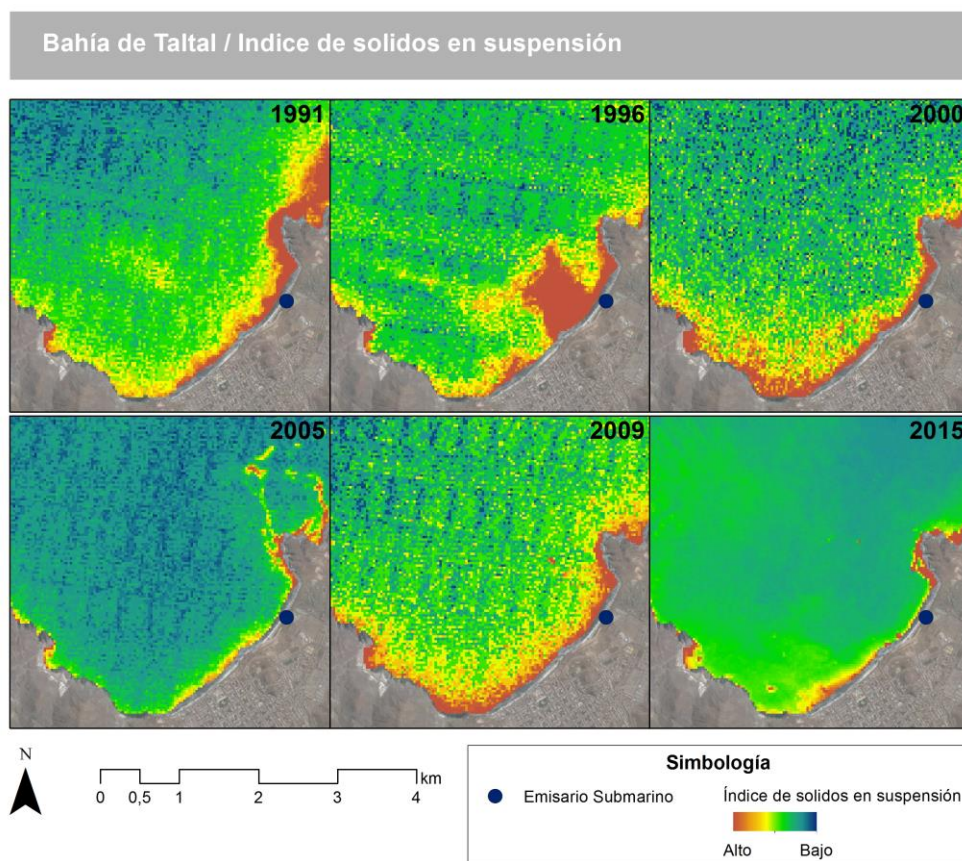 Bahía de Taltal / Indice de solidos en suspensión
1991
1996
2000
2005
2009
2015
N
km
0 0,5 1 2 3 4
Simbología
Emisario Submarino
Índice de solidos en suspensión
Alto Bajo